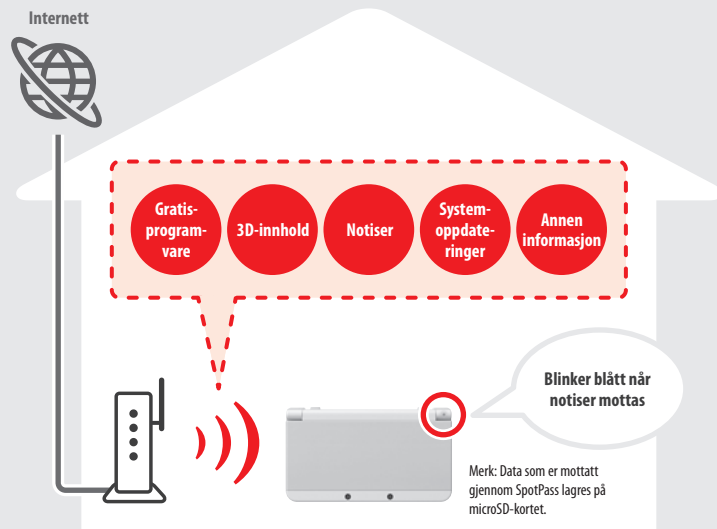 Internett
Gratis-
program-
vare
3D-innhold
Notiser
System-
oppdate-
ringer
Annen
informasjon
Blinker blått når
notiser mottas
Merk: Data som er mottatt
gjennom SpotPass lagres på
microSD-kortet.